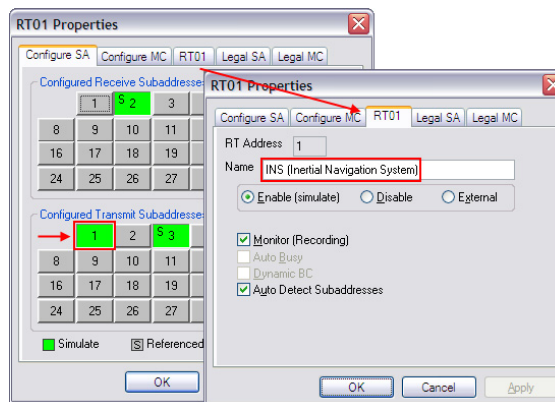 RT01 Properties
Configure SA Configure MC RT01 Legal SA Legal MC
Configured Receive Subaddresse
1 S 2 3
8 9 10 11
16 17 18 19
24 25 26 27
Configured Transmit Subaddresse
1 2 S 3
8 9 10 11
16 17 18 19
24 25 26 27
Simulate S Referenced
OK
RT01 Properties
Configure SA Configure MC RT01 Legal SA Legal MC
RT Address 1
Name INS (Inertial Navigation System)
Enable (simulate) Disable External
Monitor (Recording)
Auto Busy
Dynamic BC
Auto Detect Subaddresses
OK Cancel Apply